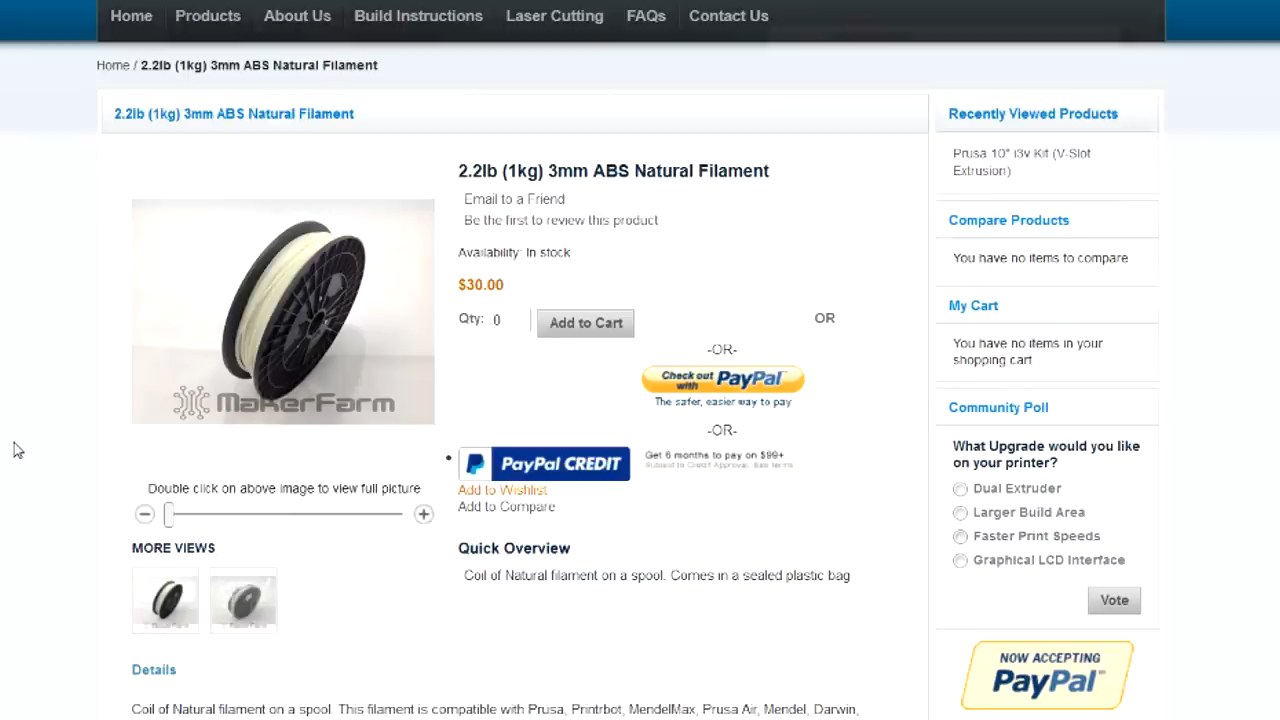 Home Products About Us Build Instructions Laser Cutting FAQs Contact Us
Home / 2.2lb (1kg) 3mm ABS Natural Filament
2.2lb (1kg) 3mm ABS Natural Filament
2.2lb (1kg) 3mm ABS Natural Filament
Email to a Friend
Be the first to review this product
Availability: In stock
$30.00
Qty: 0 Add to Cart OR
-OR-
Check out with PayPal
The safer, easier way to pay
-OR-
PayPal CREDIT Get 6 months to pay on $99+
Subject to Credit Approval. See terms
Add to Wishlist
Add to Compare
MakerFarm
Double click on above image to view full picture
MORE VIEWS
Quick Overview
Coil of Natural filament on a spool. Comes in a sealed plastic bag
Details
Coil of Natural filament on a spool. This filament is compatible with Prusa, Printrbot, MendelMax, Prusa Air, Mendel, Darwin,
Recently Viewed Products
Prusa 10" i3v Kit (V-Slot
Extrusion)
Compare Products
You have no items to compare
My Cart
You have no items in your
shopping cart
Community Poll
What Upgrade would you like
on your printer?
Dual Extruder
Larger Build Area
Faster Print Speeds
Graphical LCD Interface
Vote
NOW ACCEPTING
PayPal